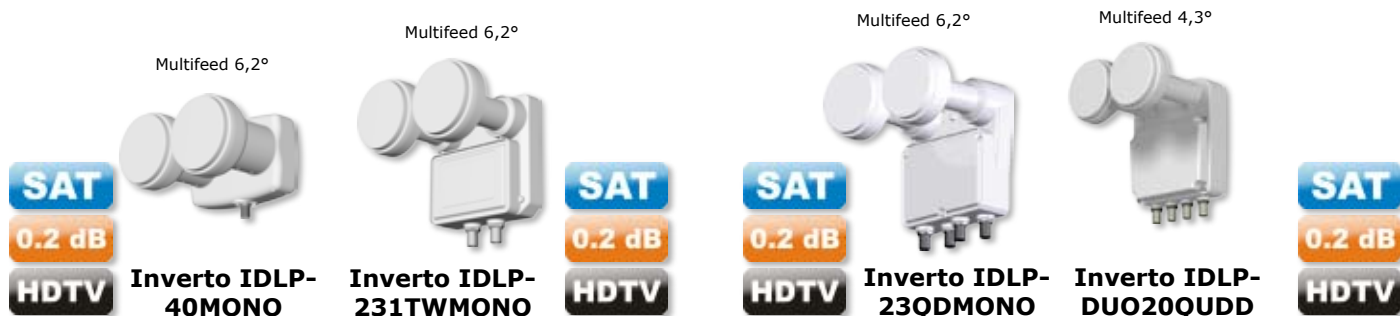 Multifeed 6,2°
Multifeed 6,2°
Multifeed 6,2°
Multifeed 4,3°
SAT
0.2 dB
HDTV
Inverto IDLP-
40MONO
Inverto IDLP-
231TWMONO
SAT
0.2 dB
HDTV
SAT
0.2 dB
HDTV
Inverto IDLP-
23QDMONO
Inverto IDLP-
DUO20QUDD
SAT
0.2 dB
HDTV